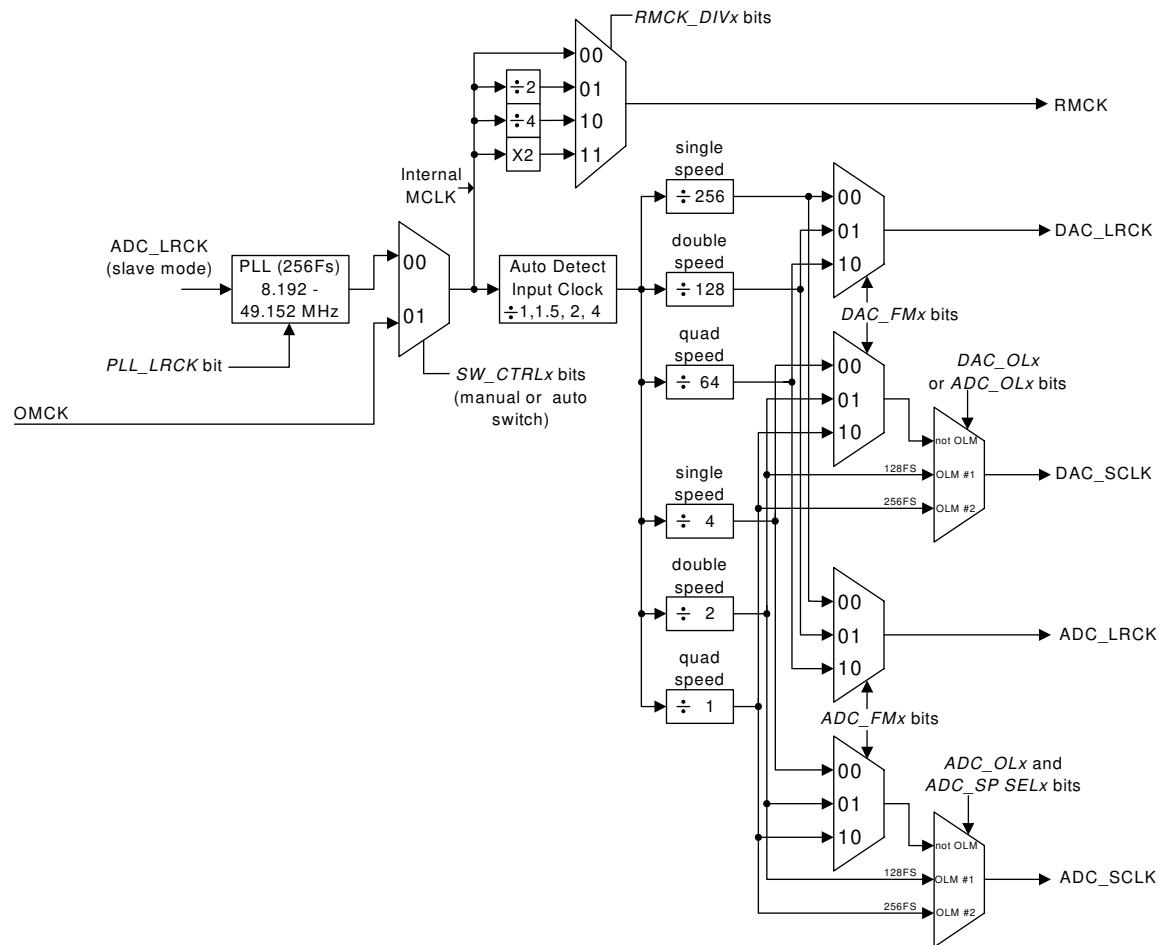 RMCK_DIVx bits
00
÷2
01
÷4
10
X2
11
RMCK
Internal
MCLK
ADC_LRCK
(slave mode)
PLL (256Fs)
8.192 -
49.152 MHz
PLL_LRCK bit
OMCK
00
01
SW_CTRLx bits
(manual or auto
switch)
Auto Detect
Input Clock
÷1,1.5, 2, 4
single
speed
÷ 256
double
speed
÷ 128
quad
speed
÷ 64
single
speed
÷ 4
double
speed
÷ 2
quad
speed
÷ 1
00
01
10
DAC_LRCK
DAC_FMx bits
00
01
10
DAC_OLx
or ADC_OLx bits
not OLM
128FS
OLM #1
256FS
OLM #2
DAC_SCLK
00
01
10
ADC_LRCK
ADC_FMx bits
00
01
10
ADC_OLx and
ADC_SP SELx bits
not OLM
128FS
OLM #1
256FS
OLM #2
ADC_SCLK